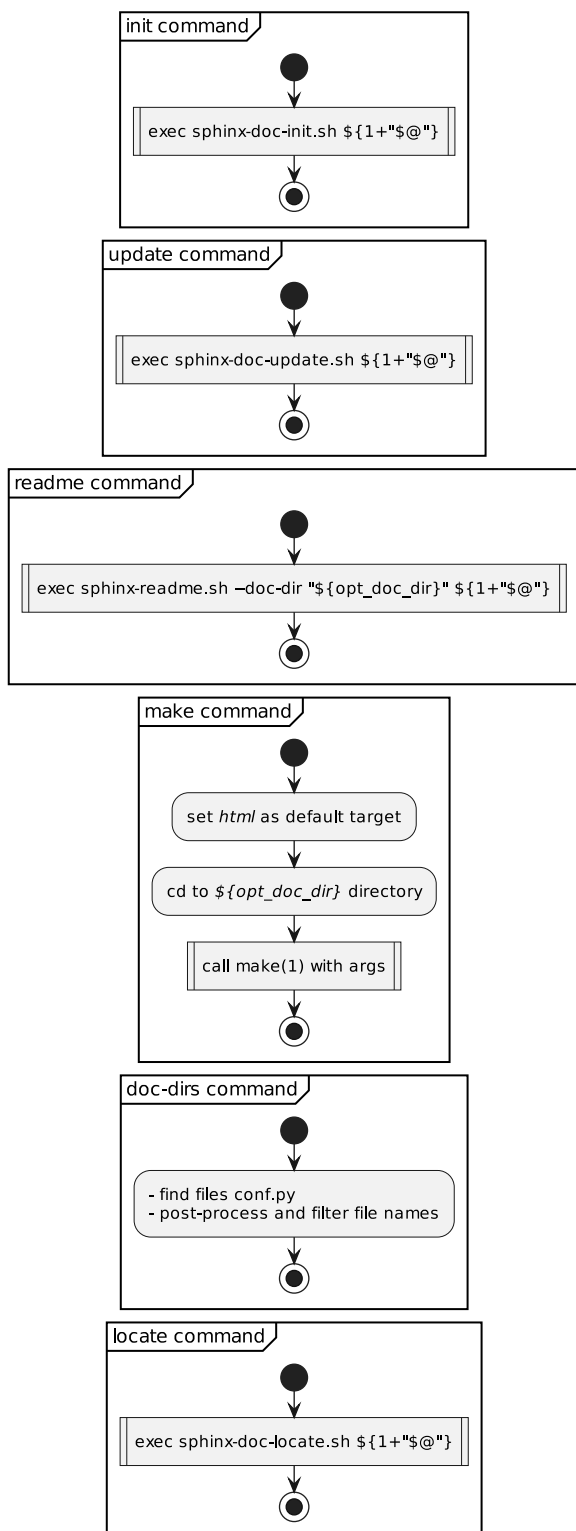 init command
exec sphinx-doc-init.sh ${1+"$@"}
update command
exec sphinx-doc-update.sh ${1+"$@"}
readme command
exec sphinx-readme.sh –doc-dir "${opt_doc_dir}" ${1+"$@"}
make command
set html as default target
cd to ${opt_doc_dir} directory
call make(1) with args
doc-dirs command
- find files conf.py
- post-process and filter file names
locate command
exec sphinx-doc-locate.sh ${1+"$@"}